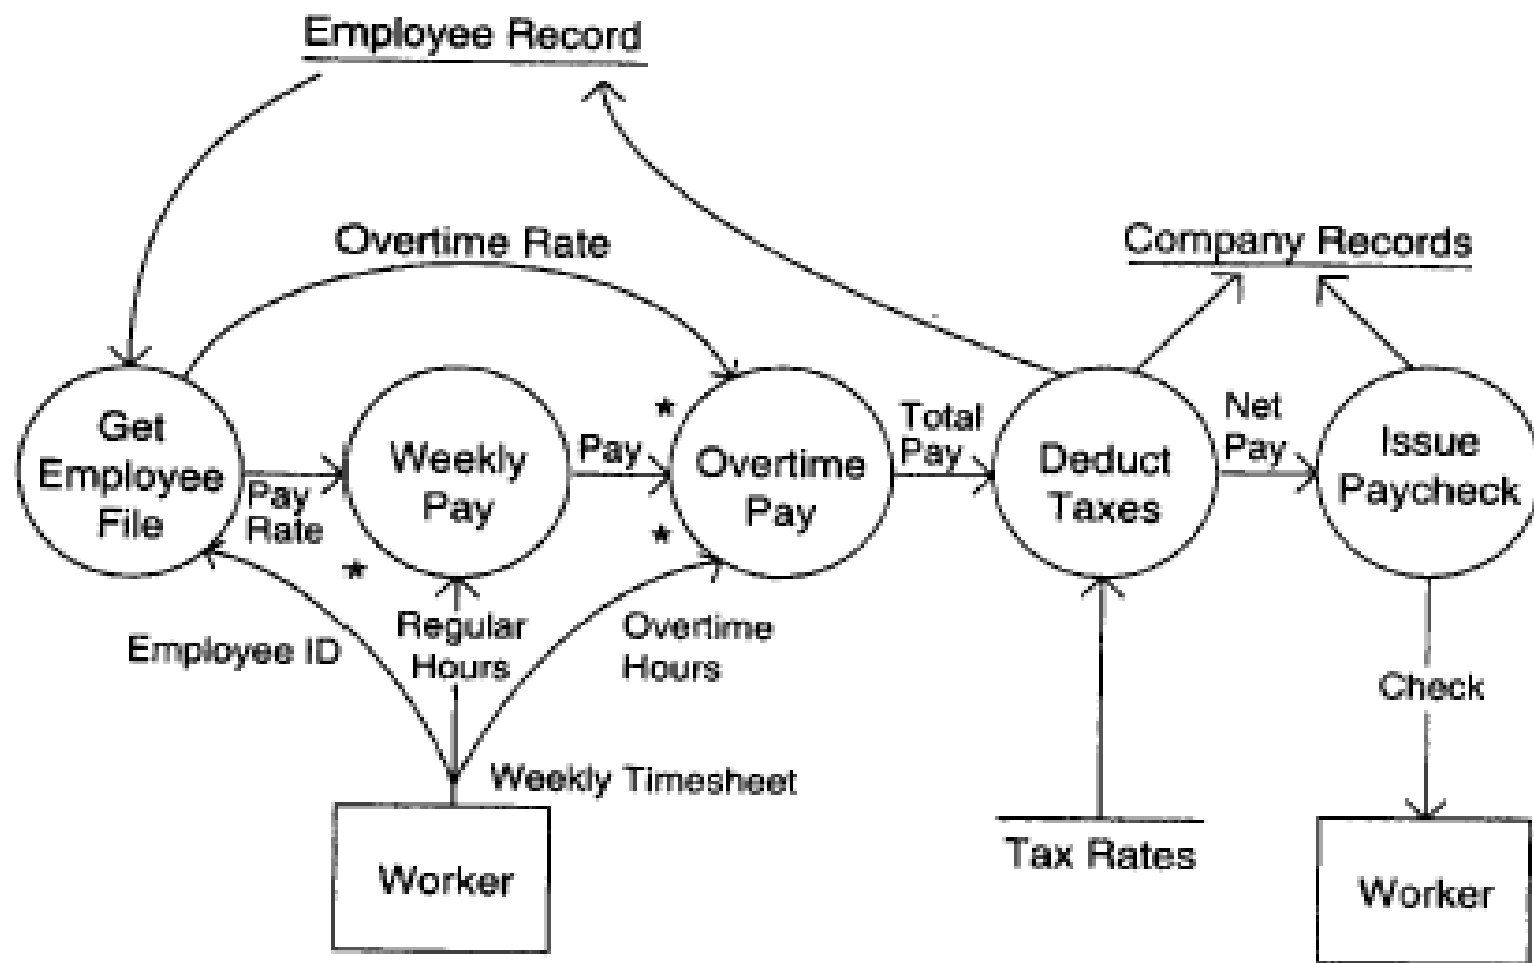 Employee Record
Overtime Rate
Company Records
Get
Employee
File
Pay
Rate
*
Weekly
Pay
Pay
*
*
Overtime
Pay
Total
Pay
Deduct
Taxes
Net
Pay
Issue
Paycheck
Employee ID
Regular
Hours
Overtime
Hours
Check
Weekly Timesheet
Worker
Tax Rates
Worker